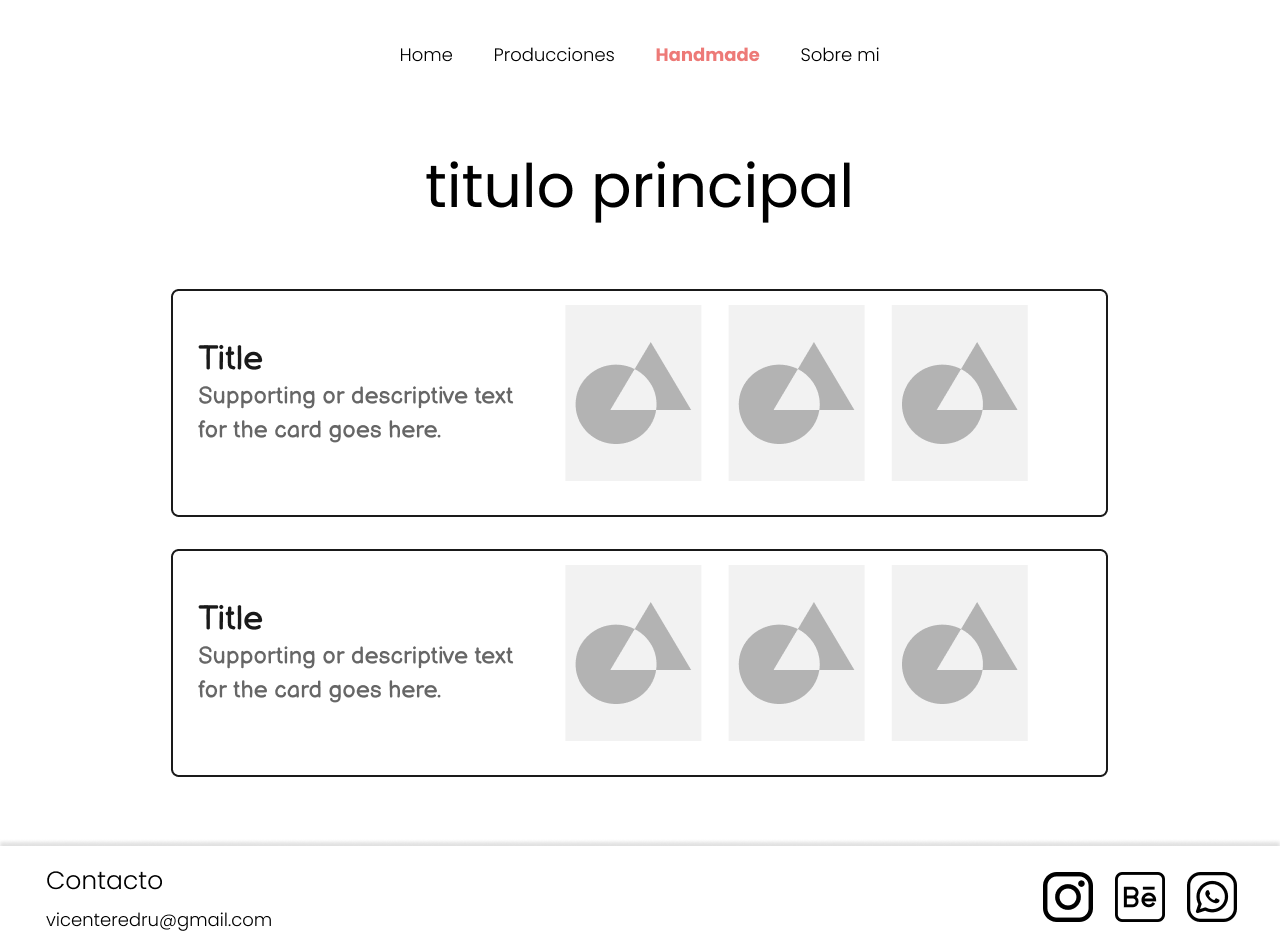 Home Producciones Handmade Sobre mi
titulo principal
Title
Supporting or descriptive text
for the card goes here.
Title
Supporting or descriptive text
for the card goes here.
Contacto
vicenteredru@gmail.com
Bē